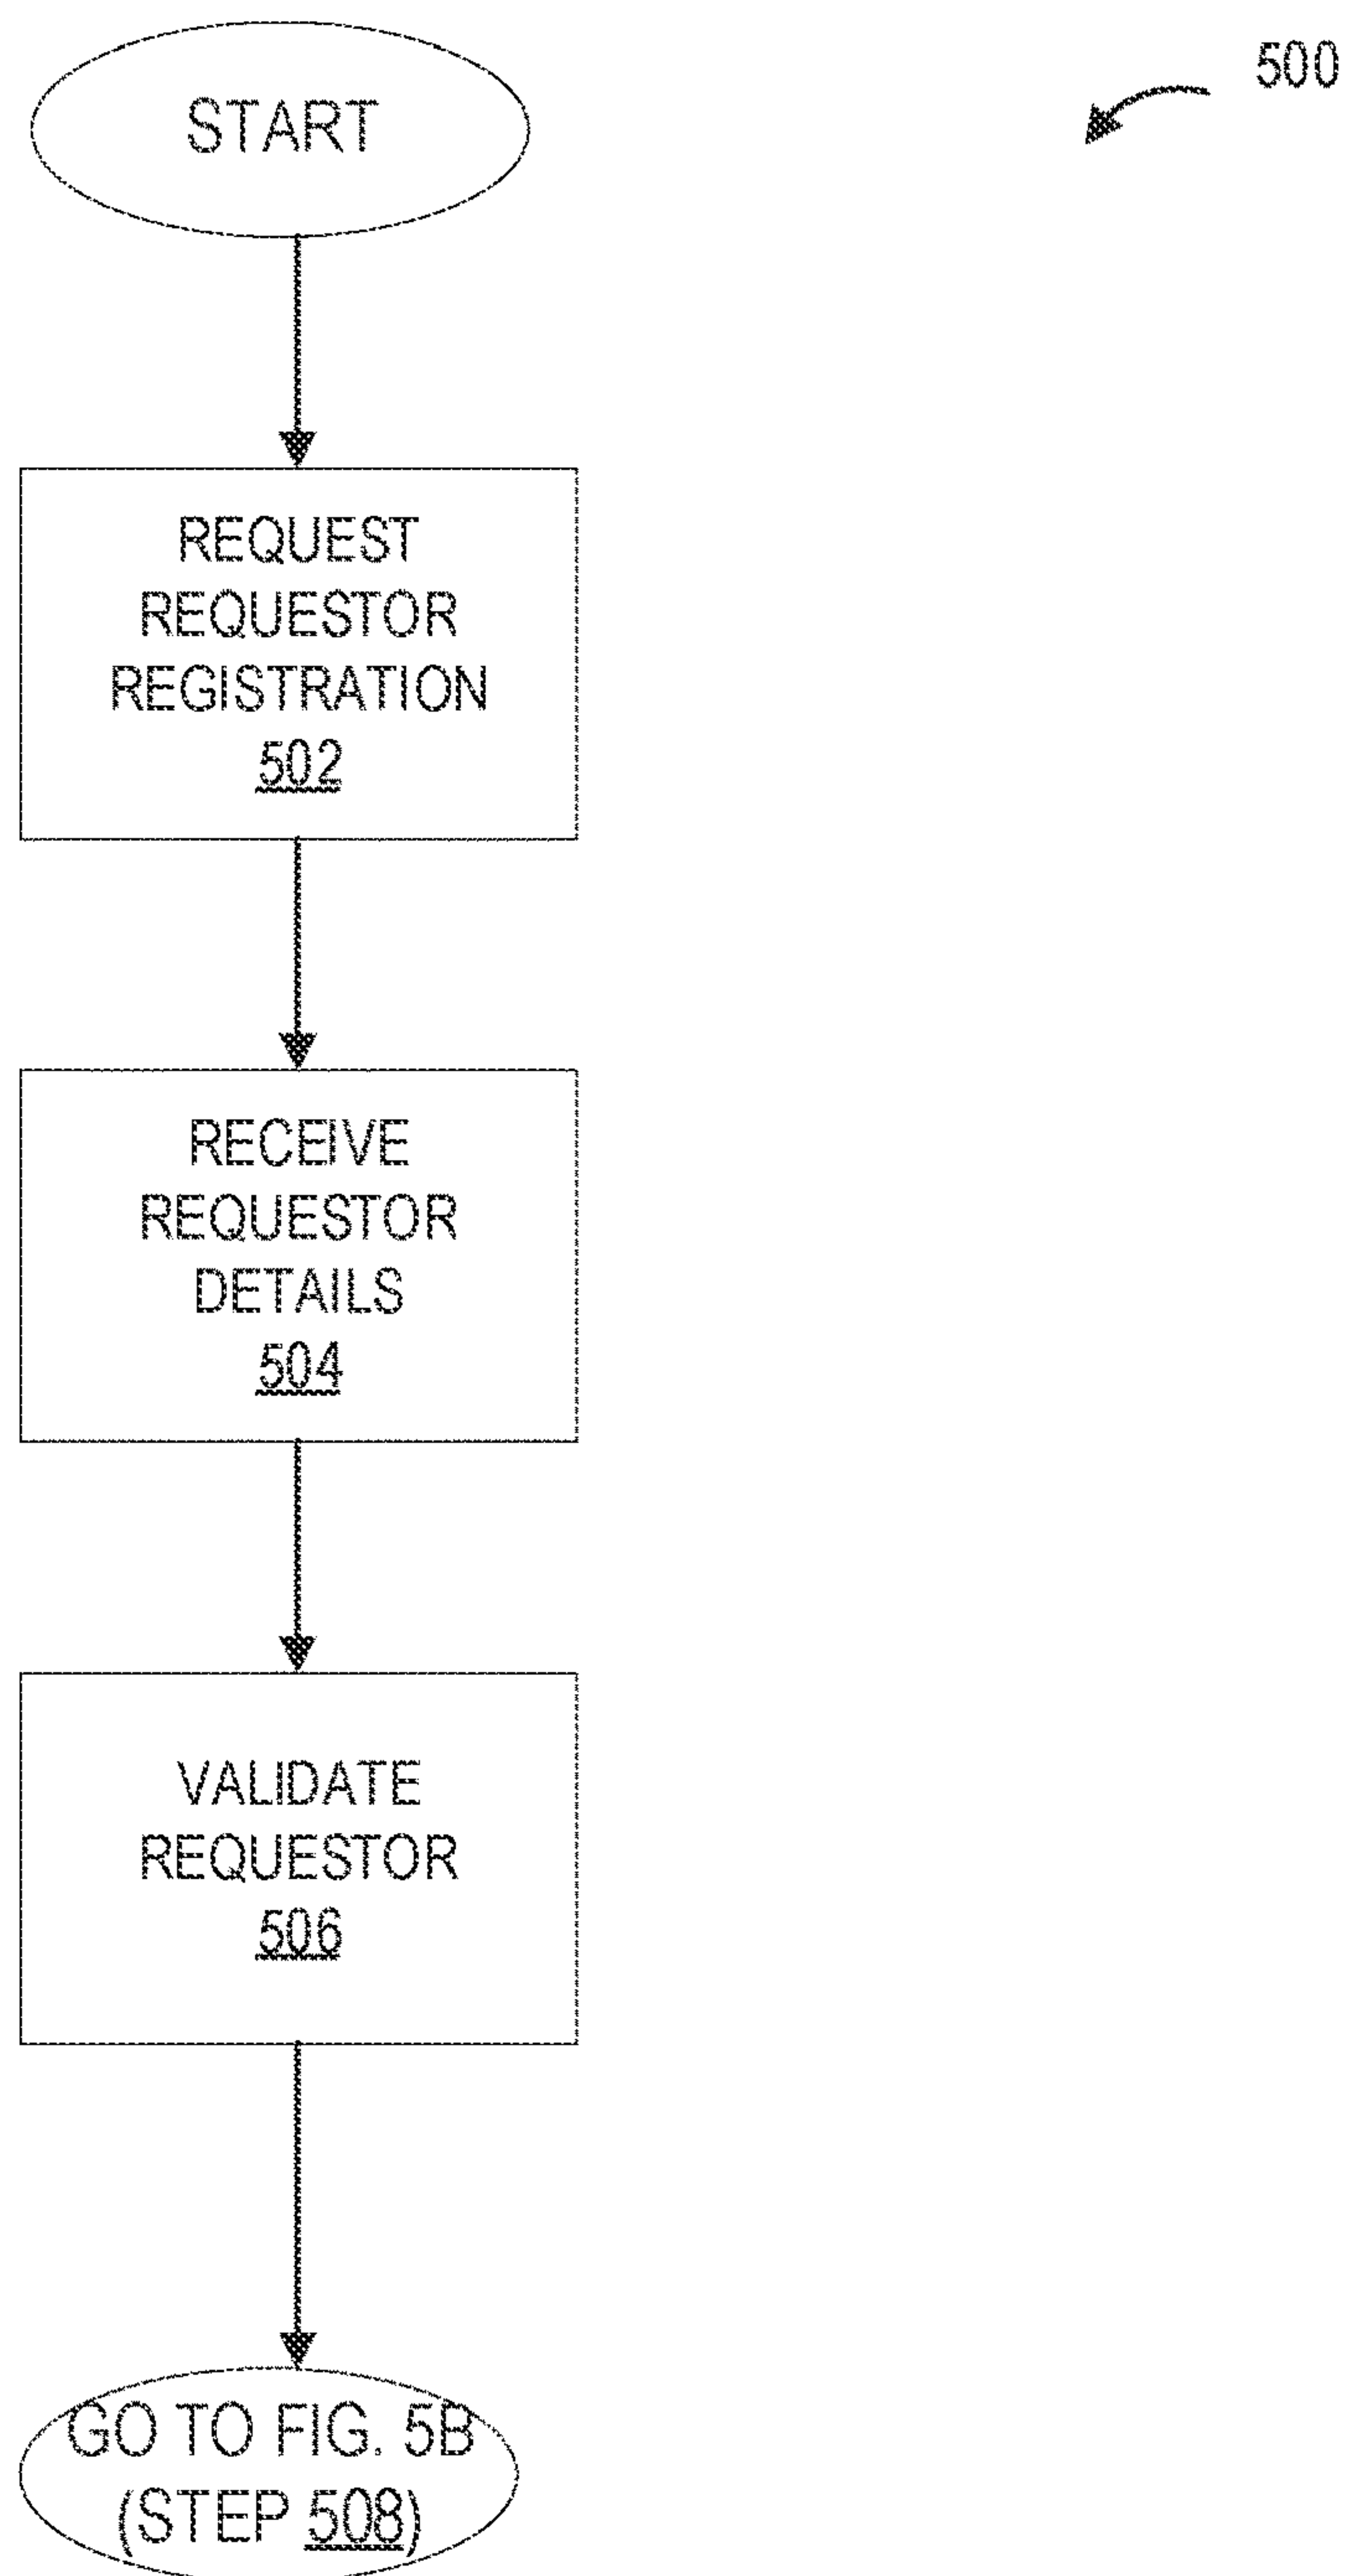 START
500
REQUEST
REQUESTOR
REGISTRATION
502
RECEIVE
REQUESTOR
DETAILS
504
VALIDATE
REQUESTOR
506
GO TO FIG. 5B
(STEP 508)